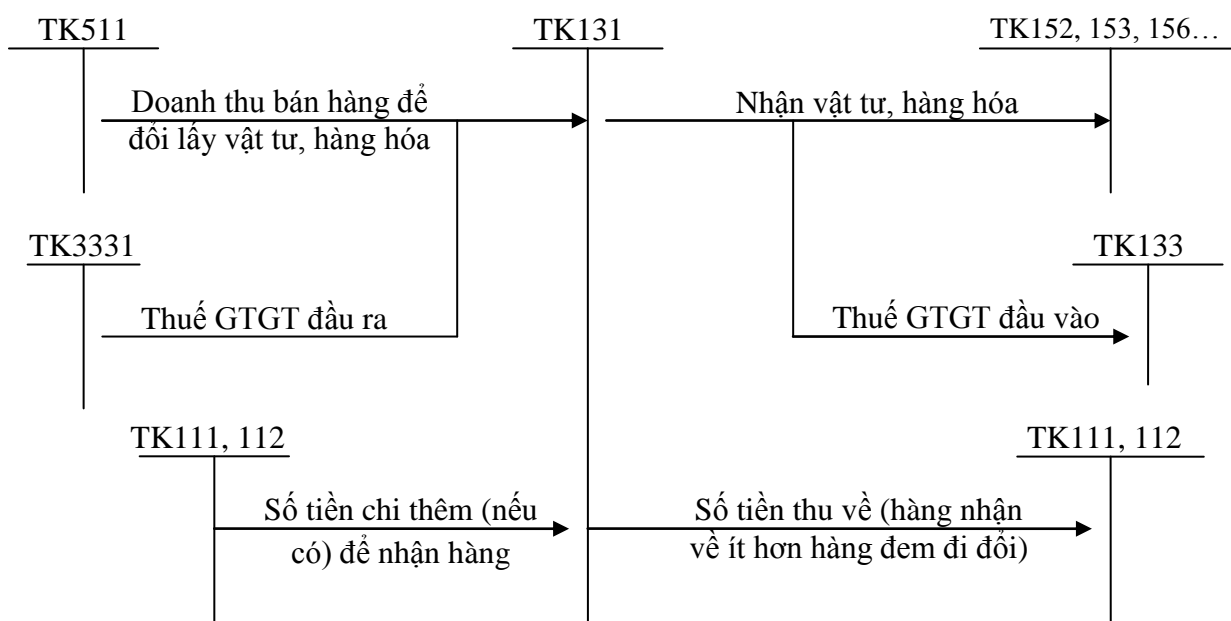 TK511
TK131
TK152, 153, 156…
Doanh thu bán hàng để
đổi lấy vật tư, hàng hóa
Nhận vật tư, hàng hóa
TK3331
TK133
Thuế GTGT đầu ra
Thuế GTGT đầu vào
TK111, 112
TK111, 112
Số tiền chi thêm (nếu
có) để nhận hàng
Số tiền thu về (hàng nhận
về ít hơn hàng đem đi đổi)